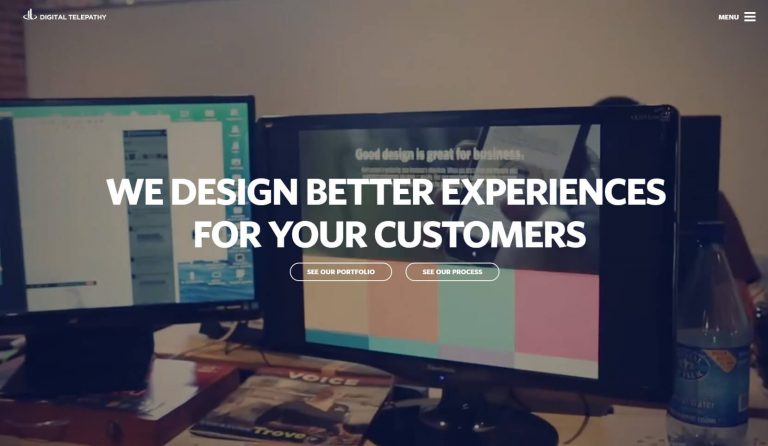 DIGITAL TELEPATHY
MENU
Good design is great for business.
WE DESIGN BETTER EXPERIENCES
FOR YOUR CUSTOMERS
SEE OUR PORTFOLIO
SEE OUR PROCESS
VOICE
Trove